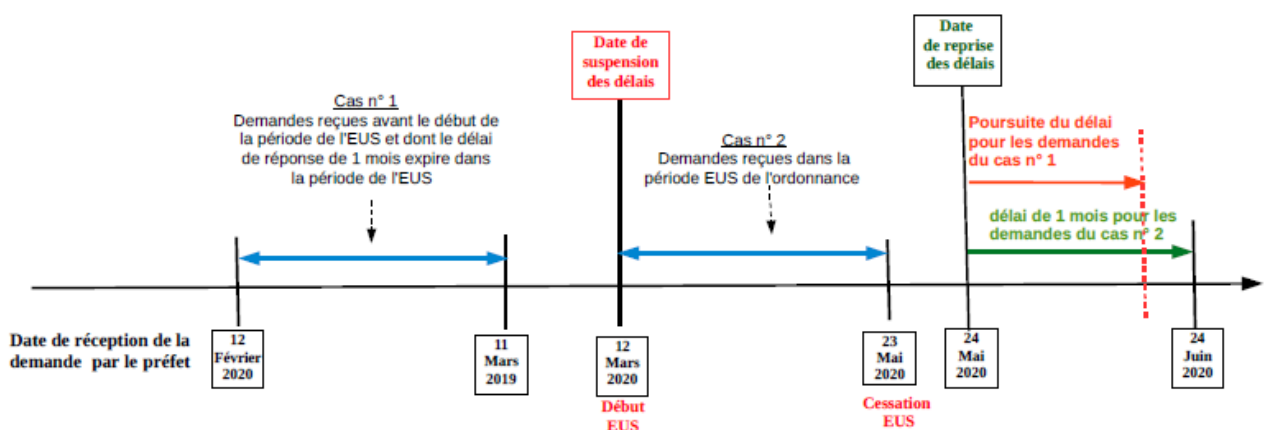 Date de
suspension
des délais
Date
de reprise
des délais
Cas n° 1
Demandes reçues avant le début de
la période de l'EUS et dont le délai
de réponse de 1 mois expire dans
la période de l'EUS
Cas n° 2
Demandes reçues dans la
période EUS de l'ordonnance
Poursuite du délai
pour les demandes
du cas n° 1
délai de 1 mois pour les
demandes du cas n° 2
Date de réception de la
demande par le préfet
12
Février
2020
11
Mars
2019
12
Mars
2020
Début
EUS
23
Mai
2020
Cessation
EUS
24
Mai
2020
24
Juin
2020